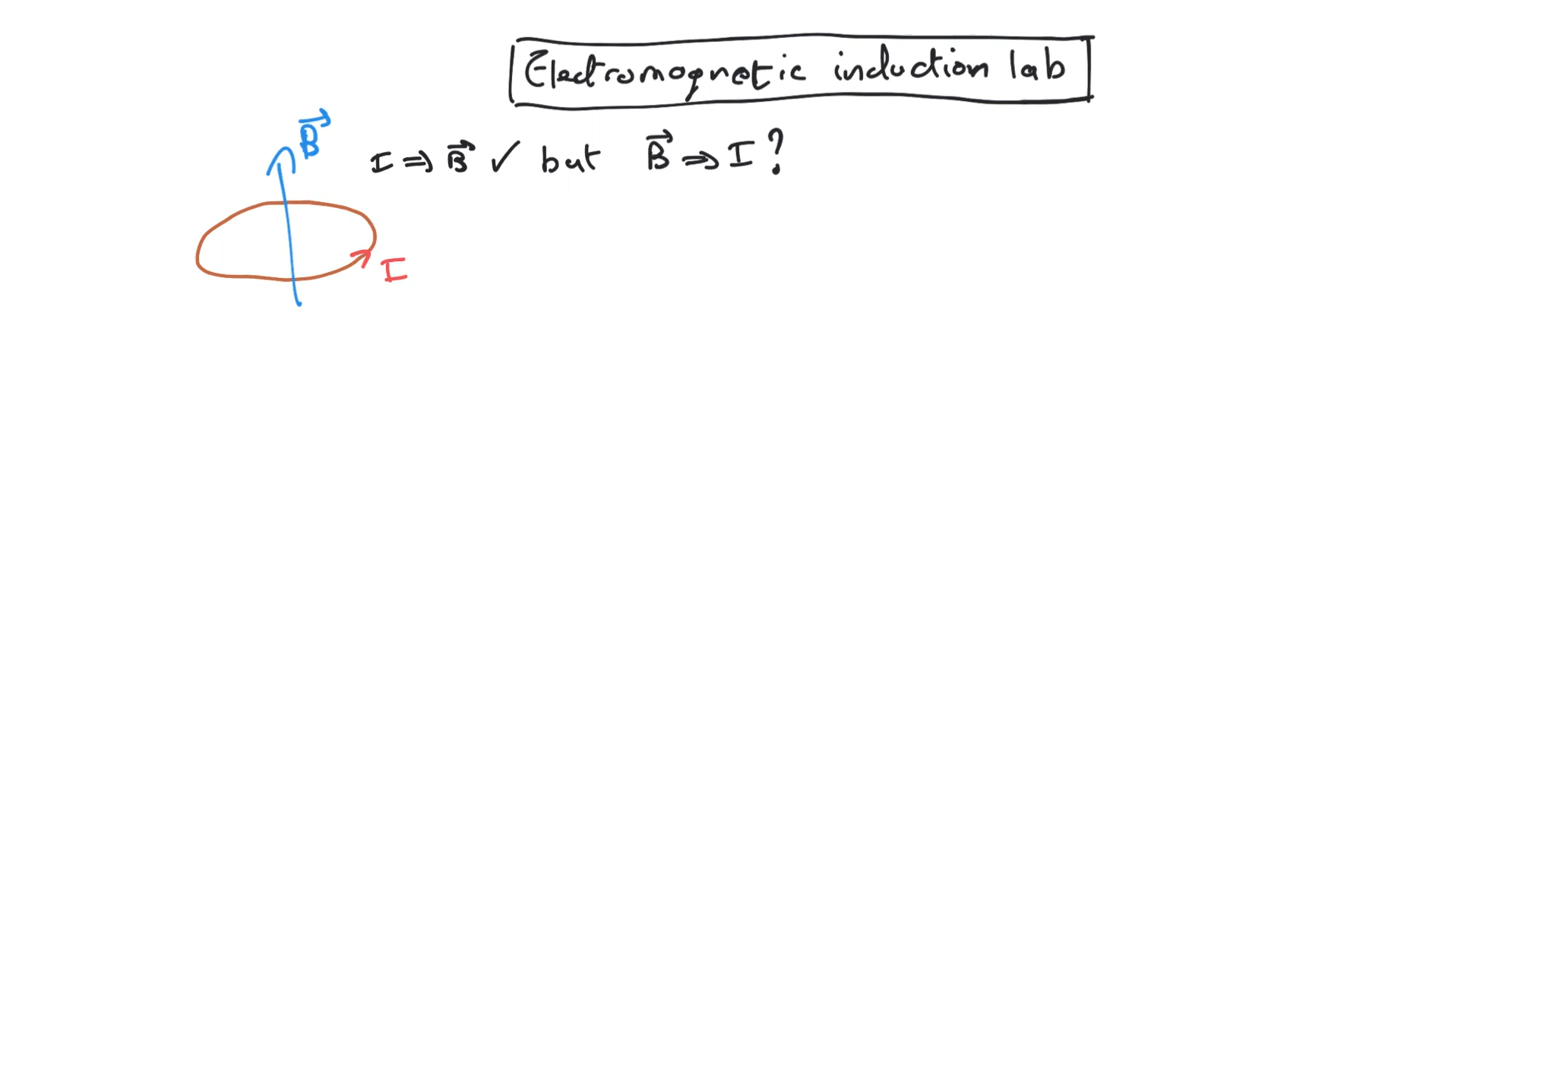 Electromagnetic induction lab
B⃗
I ⇒ B⃗ ✓ but B⃗ ⇒ I ?
I